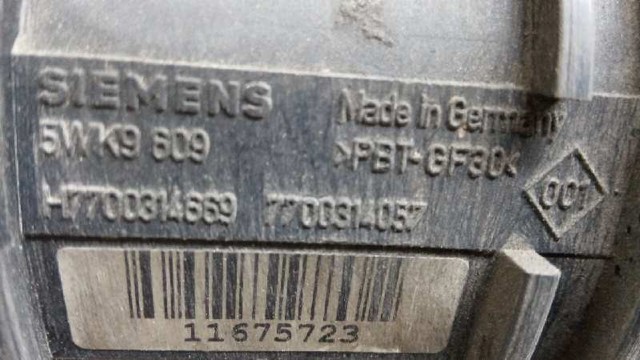 SIEMENS
Made in Germany
5WK9 609
>PBT-GF30<
H7700314669 7700314057
001
11675723